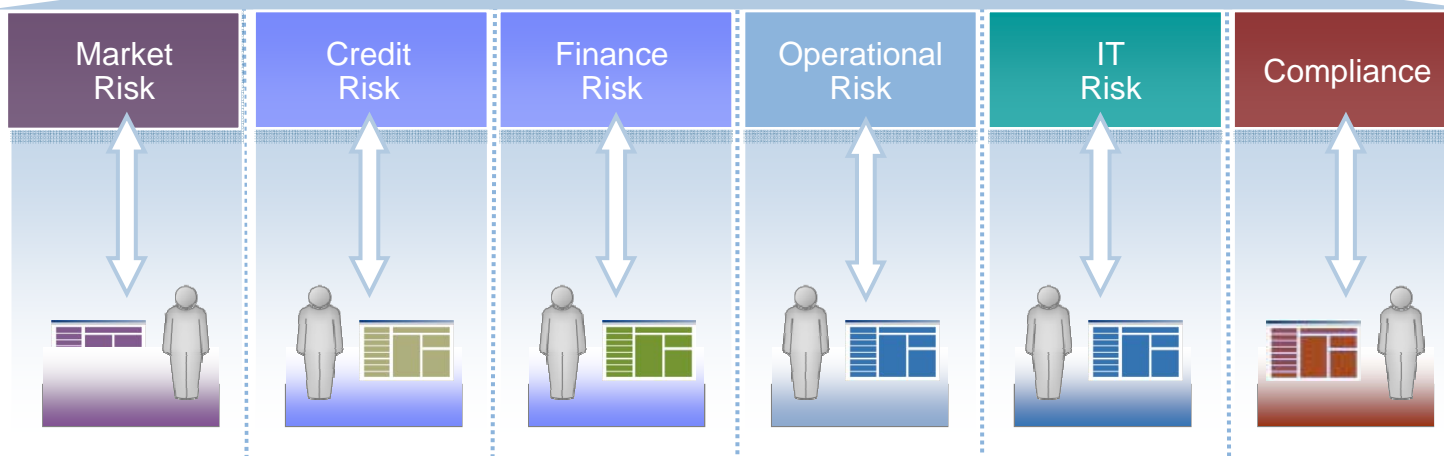 Market
Risk
Credit
Risk
Finance
Risk
Operational
Risk
IT
Risk
Compliance